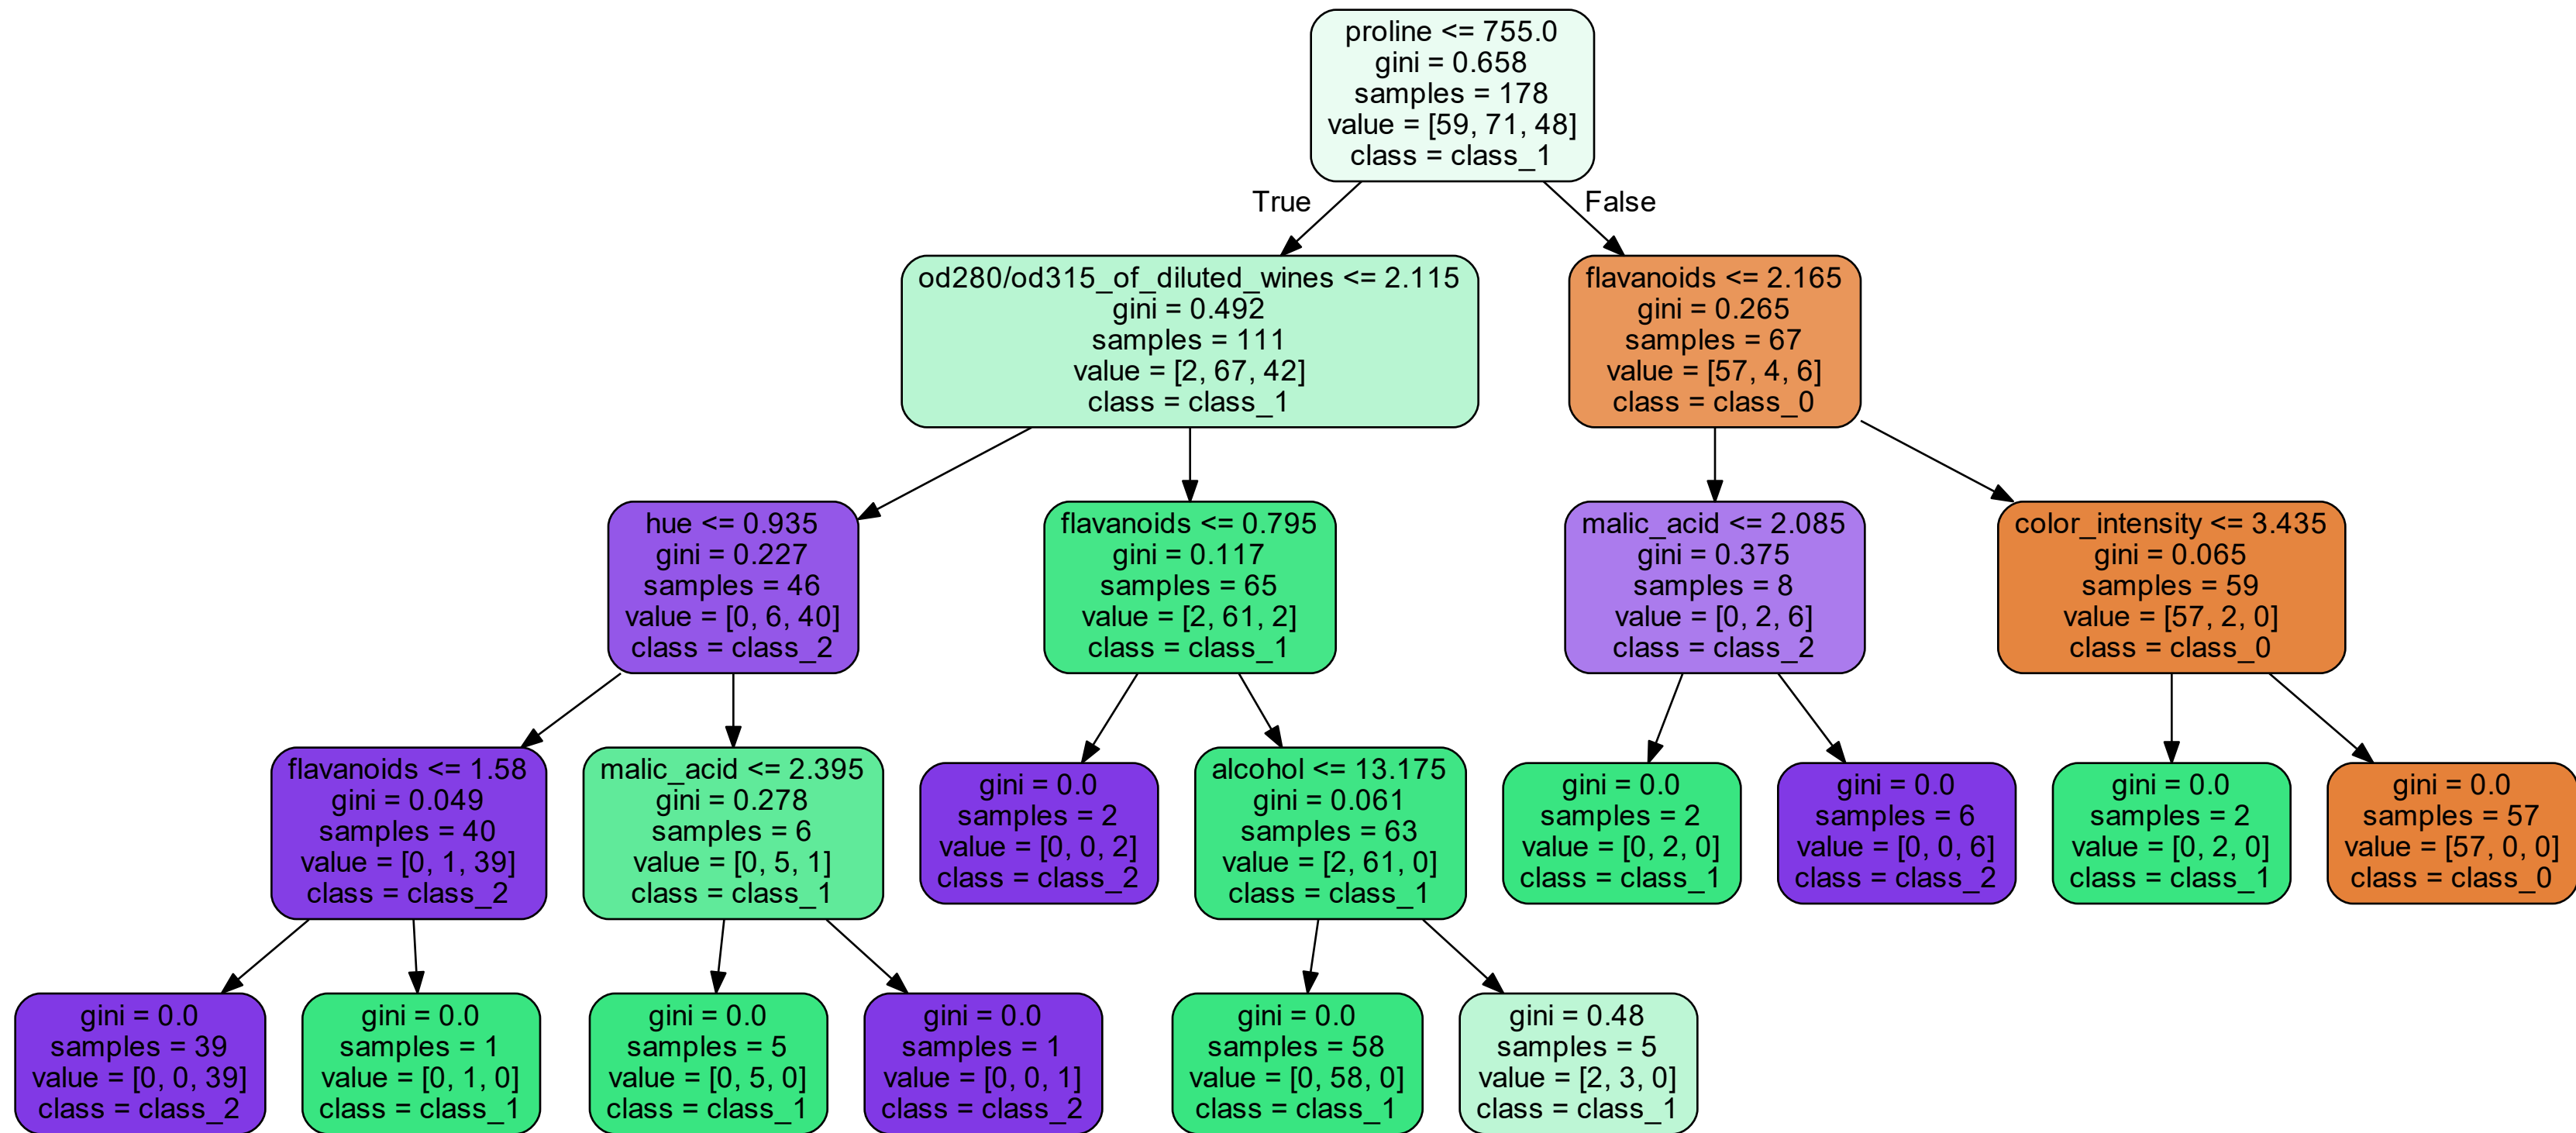 proline <= 755.0
gini = 0.658
samples = 178
value = [59, 71, 48]
class = class_1
True
False
od280/od315_of_diluted_wines <= 2.115
gini = 0.492
samples = 111
value = [2, 67, 42]
class = class_1
flavanoids <= 2.165
gini = 0.265
samples = 67
value = [57, 4, 6]
class = class_0
hue <= 0.935
gini = 0.227
samples = 46
value = [0, 6, 40]
class = class_2
flavanoids <= 0.795
gini = 0.117
samples = 65
value = [2, 61, 2]
class = class_1
malic_acid <= 2.085
gini = 0.375
samples = 8
value = [0, 2, 6]
class = class_2
color_intensity <= 3.435
gini = 0.065
samples = 59
value = [57, 2, 0]
class = class_0
flavanoids <= 1.58
gini = 0.049
samples = 40
value = [0, 1, 39]
class = class_2
malic_acid <= 2.395
gini = 0.278
samples = 6
value = [0, 5, 1]
class = class_1
gini = 0.0
samples = 2
value = [0, 0, 2]
class = class_2
alcohol <= 13.175
gini = 0.061
samples = 63
value = [2, 61, 0]
class = class_1
gini = 0.0
samples = 2
value = [0, 2, 0]
class = class_1
gini = 0.0
samples = 6
value = [0, 0, 6]
class = class_2
gini = 0.0
samples = 2
value = [0, 2, 0]
class = class_1
gini = 0.0
samples = 57
value = [57, 0, 0]
class = class_0
gini = 0.0
samples = 39
value = [0, 0, 39]
class = class_2
gini = 0.0
samples = 1
value = [0, 1, 0]
class = class_1
gini = 0.0
samples = 5
value = [0, 5, 0]
class = class_1
gini = 0.0
samples = 1
value = [0, 0, 1]
class = class_2
gini = 0.0
samples = 58
value = [0, 58, 0]
class = class_1
gini = 0.48
samples = 5
value = [2, 3, 0]
class = class_1